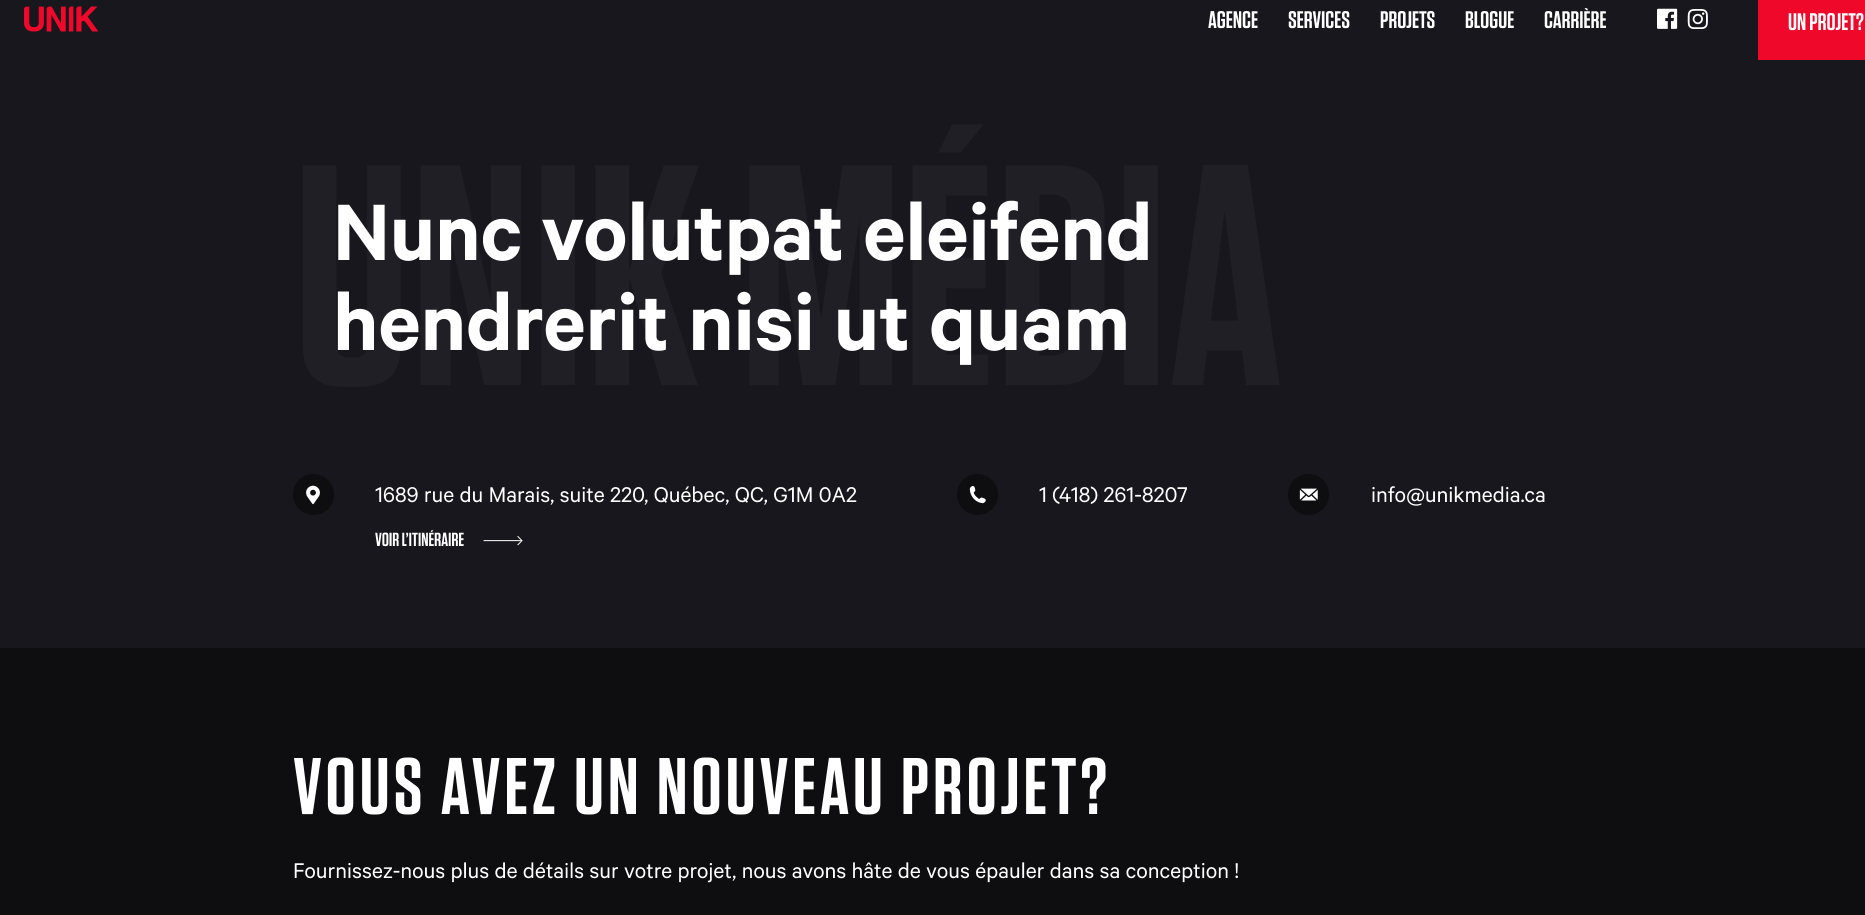 UNIK
AGENCE SERVICES PROJETS BLOGUE CARRIÈRE
UN PROJET?
UNIK MÉDIA
Nunc volutpat eleifend
hendrerit nisi ut quam
1689 rue du Marais, suite 220, Québec, QC, G1M 0A2
VOIR L'ITINÉRAIRE
1 (418) 261-8207
info@unikmedia.ca
VOUS AVEZ UN NOUVEAU PROJET?
Fournissez-nous plus de détails sur votre projet, nous avons hâte de vous épauler dans sa conception !